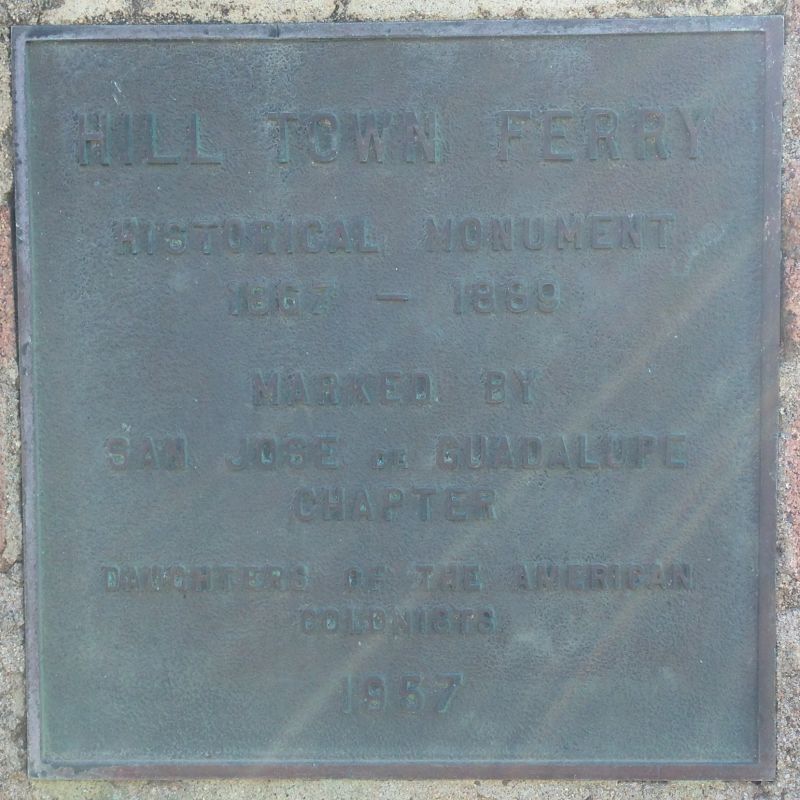 HILL TOWN FERRY
HISTORICAL MONUMENT
1867 — 1889
MARKED BY
SAN JOSE DE GUADALUPE
CHAPTER
DAUGHTERS OF THE AMERICAN
COLONISTS
1957